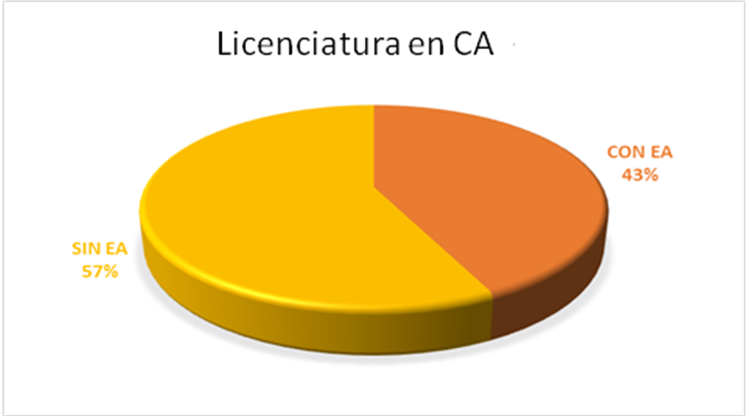 Licenciatura en CA
CON EA
43%
SIN EA
57%